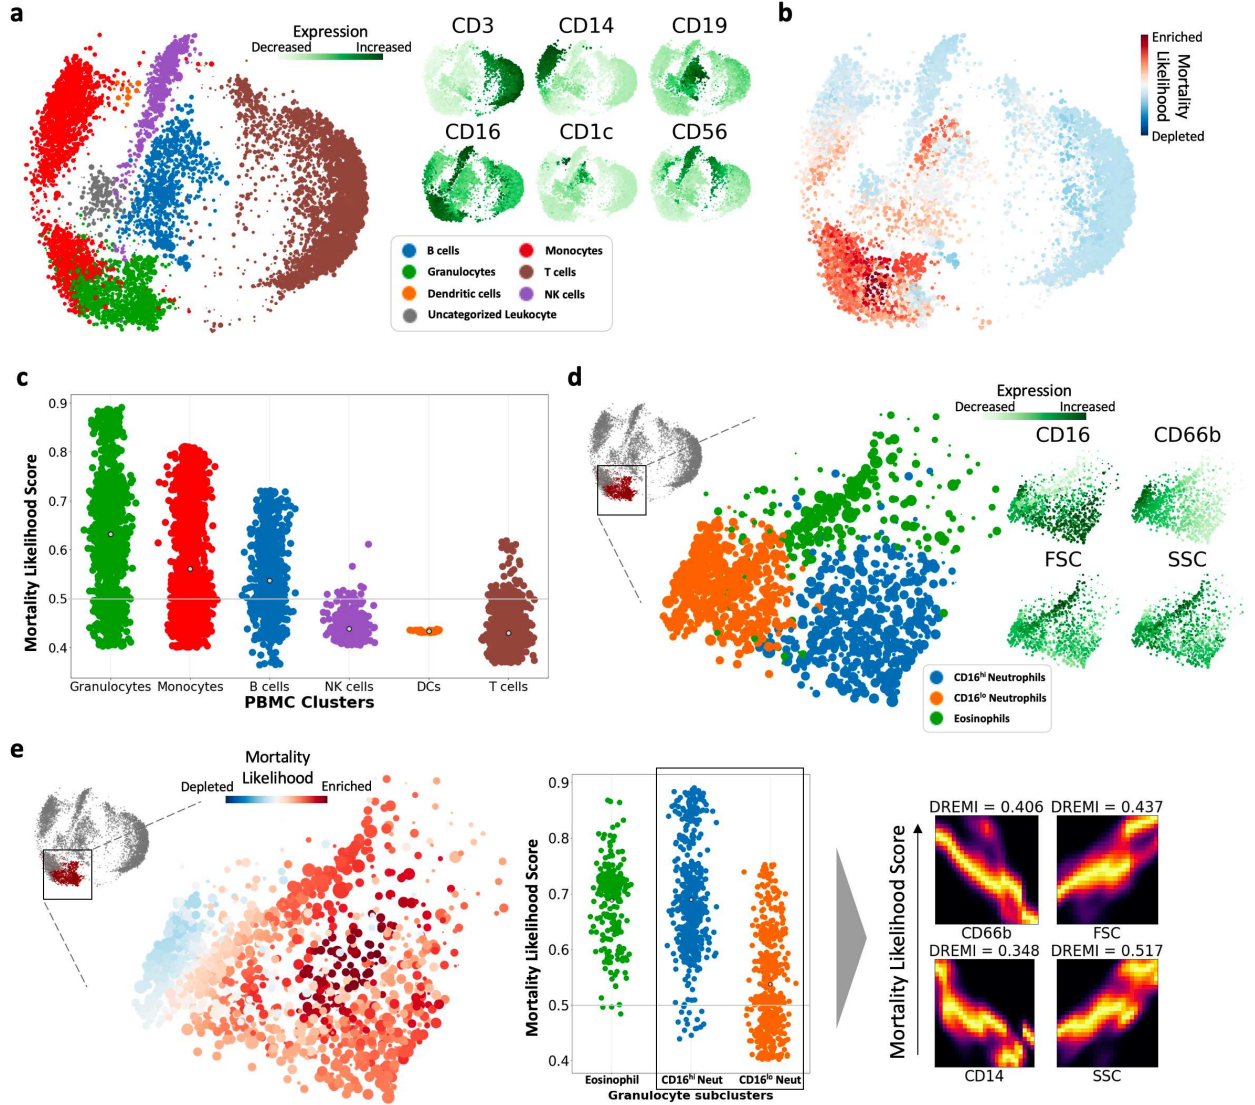 a
Expression
Decreased Increased
CD3 CD14 CD19
CD16 CD1c CD56
B cells Monocytes
Granulocytes T cells
Dendritic cells NK cells
Uncategorized Leukocyte
b
Enriched
Mortality
Likelihood
Depleted
c
Mortality Likelihood Score
0.9
0.8
0.7
0.6
0.5
0.4
Granulocytes Monocytes B cells NK cells DCs T cells
PBMC Clusters
d
Expression
Decreased Increased
CD16 CD66b
FSC SSC
CD16hi Neutrophils
CD16lo Neutrophils
Eosinophils
e
Mortality
Likelihood
Depleted Enriched
Mortality Likelihood Score
0.9
0.8
0.7
0.6
0.5
0.4
Eosinophil CD16hi Neut CD16lo Neut
Granulocyte subclusters
Mortality Likelihood Score
DREMI = 0.406 DREMI = 0.437
CD66b FSC
DREMI = 0.348 DREMI = 0.517
CD14 SSC